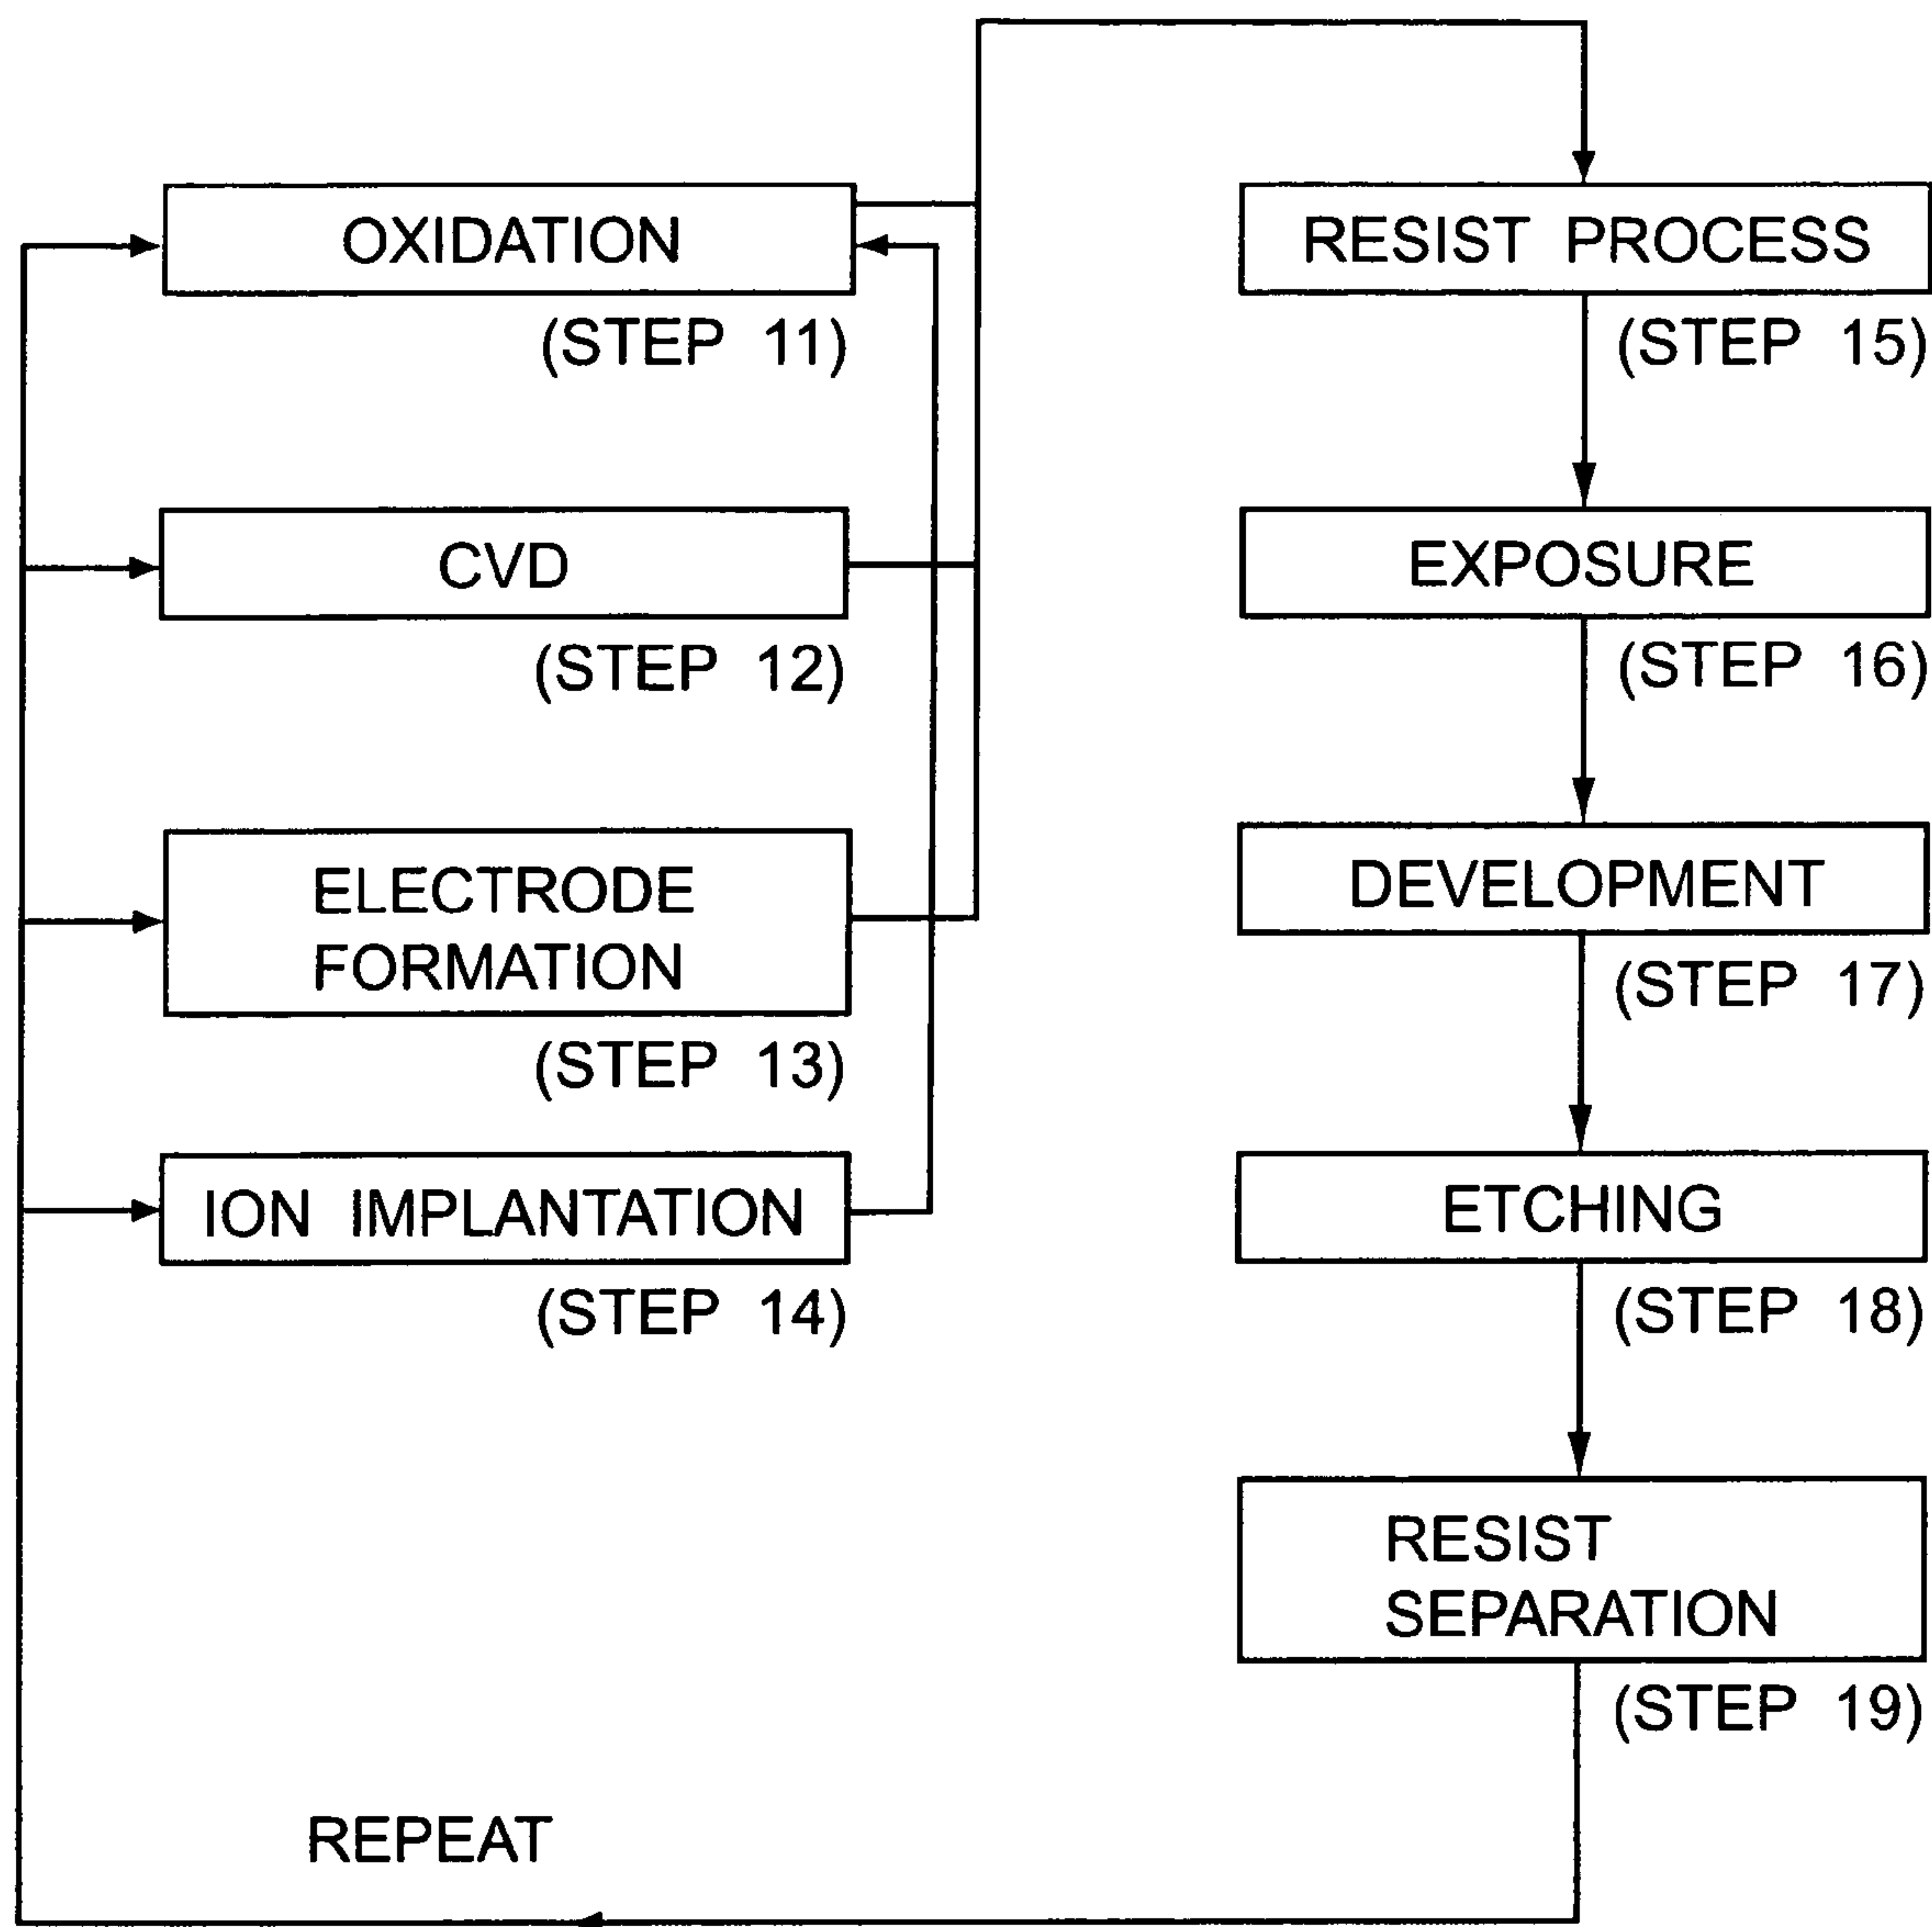 OXIDATION
(STEP 11)
CVD
(STEP 12)
ELECTRODE
FORMATION
(STEP 13)
ION IMPLANTATION
(STEP 14)
RESIST PROCESS
(STEP 15)
EXPOSURE
(STEP 16)
DEVELOPMENT
(STEP 17)
ETCHING
(STEP 18)
RESIST
SEPARATION
(STEP 19)
REPEAT